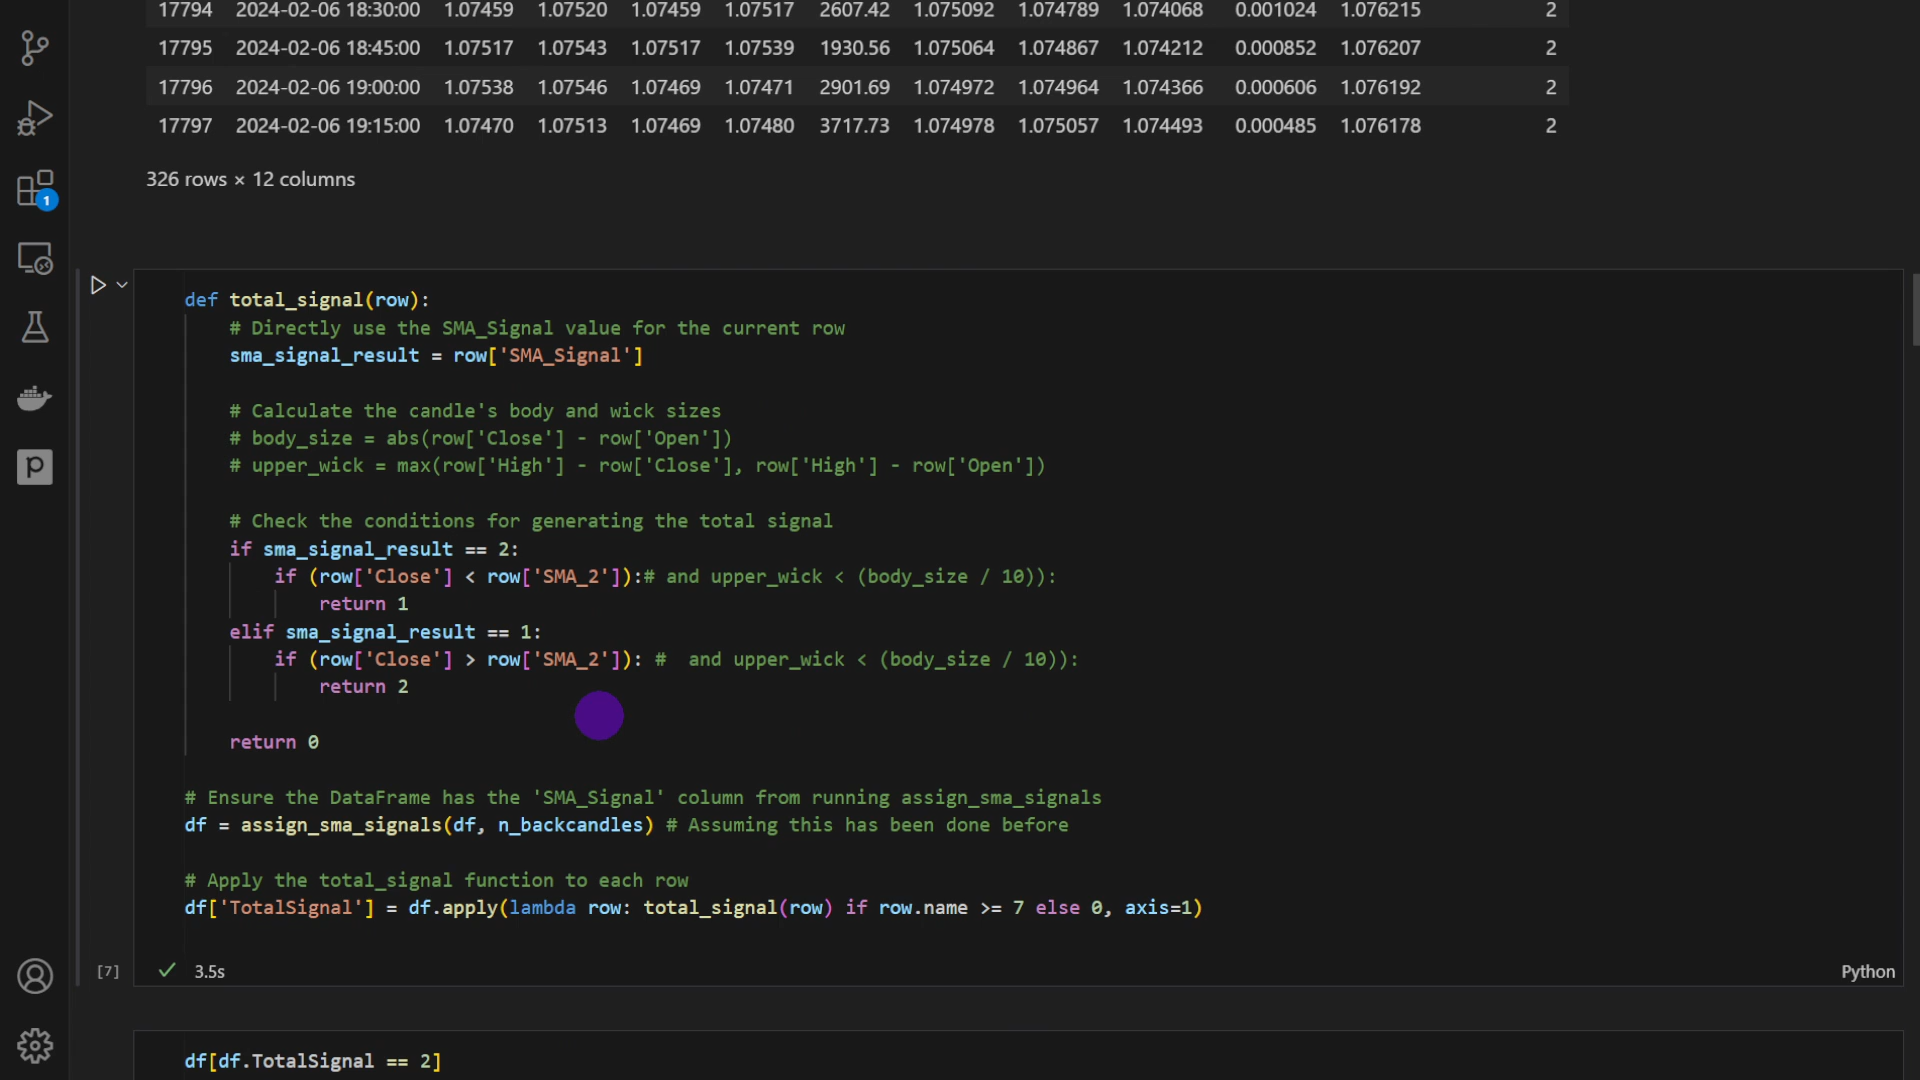 17794 2024-02-06 18:30:00 1.07459 1.07520 1.07459 1.07517 2607.42 1.075092 1.074789 1.074068 0.001024 1.076215 2
17795 2024-02-06 18:45:00 1.07517 1.07543 1.07517 1.07539 1930.56 1.075064 1.074867 1.074212 0.000852 1.076207 2
17796 2024-02-06 19:00:00 1.07538 1.07546 1.07469 1.07471 2901.69 1.074972 1.074964 1.074366 0.000606 1.076192 2
17797 2024-02-06 19:15:00 1.07470 1.07513 1.07469 1.07480 3717.73 1.074978 1.075057 1.074493 0.000485 1.076178 2
326 rows × 12 columns
1
def total_signal(row):
# Directly use the SMA_Signal value for the current row
sma_signal_result = row['SMA_Signal']
# Calculate the candle's body and wick sizes
# body_size = abs(row['Close'] - row['Open'])
# upper_wick = max(row['High'] - row['Close'], row['High'] - row['Open'])
# Check the conditions for generating the total signal
if sma_signal_result == 2:
if (row['Close'] < row['SMA_2']):# and upper_wick < (body_size / 10)):
return 1
elif sma_signal_result == 1:
if (row['Close'] > row['SMA_2']): #  and upper_wick < (body_size / 10)):
return 2
return 0
# Ensure the DataFrame has the 'SMA_Signal' column from running assign_sma_signals
df = assign_sma_signals(df, n_backcandles) # Assuming this has been done before
# Apply the total_signal function to each row
df['TotalSignal'] = df.apply(lambda row: total_signal(row) if row.name >= 7 else 0, axis=1)
[7] 3.5s Python
df[df.TotalSignal == 2]